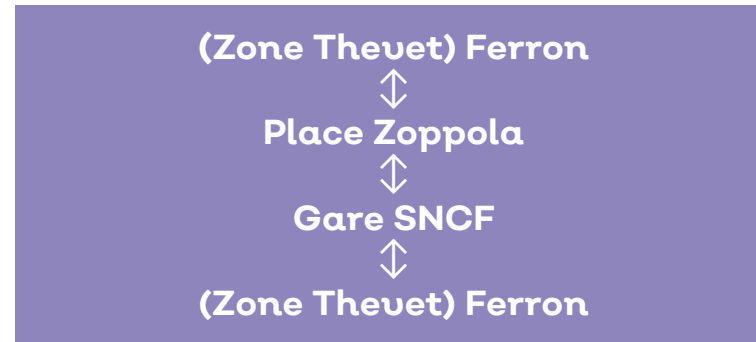 (Zone Thevet) Ferron
↕
Place Zoppola
↕
Gare SNCF
↕
(Zone Thevet) Ferron